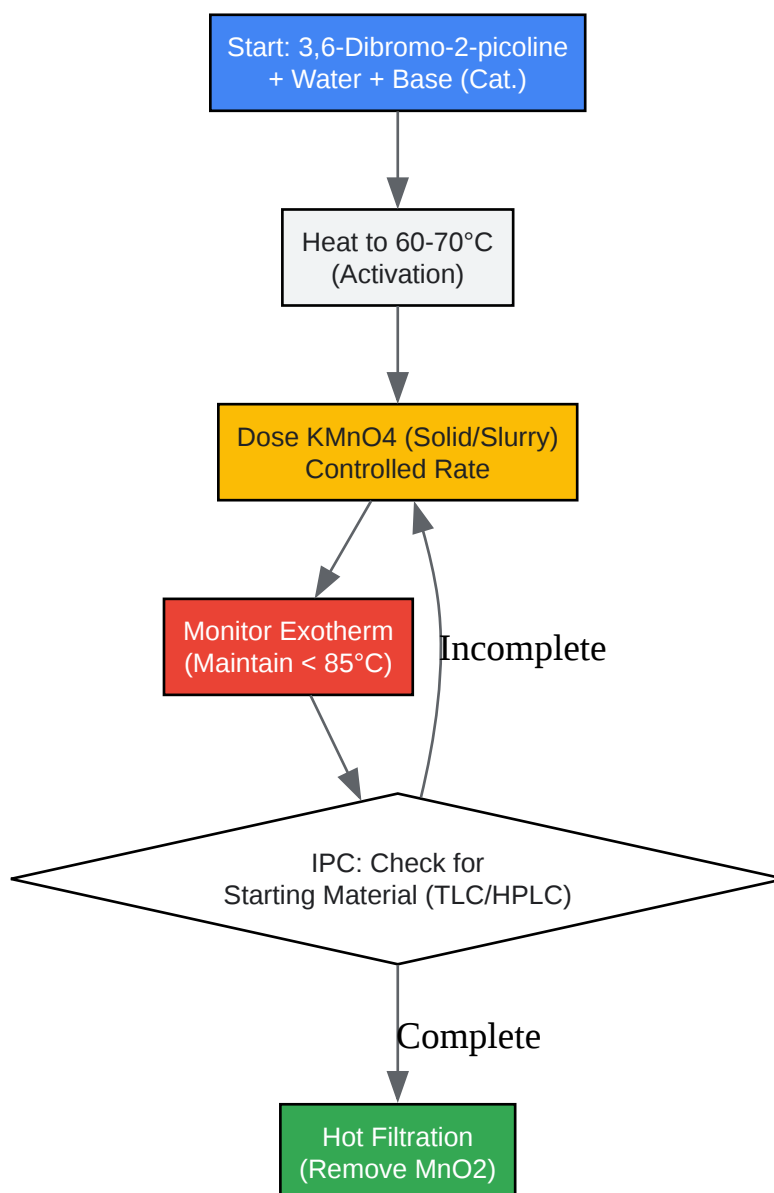 Start: 3,6-Dibromo-2-picoline
+ Water + Base (Cat.)
Heat to 60-70°C
(Activation)
Dose KMnO4 (Solid/Slurry)
Controlled Rate
Monitor Exotherm
(Maintain < 85°C)
Incomplete
IPC: Check for
Starting Material (TLC/HPLC)
Complete
Hot Filtration
(Remove MnO2)